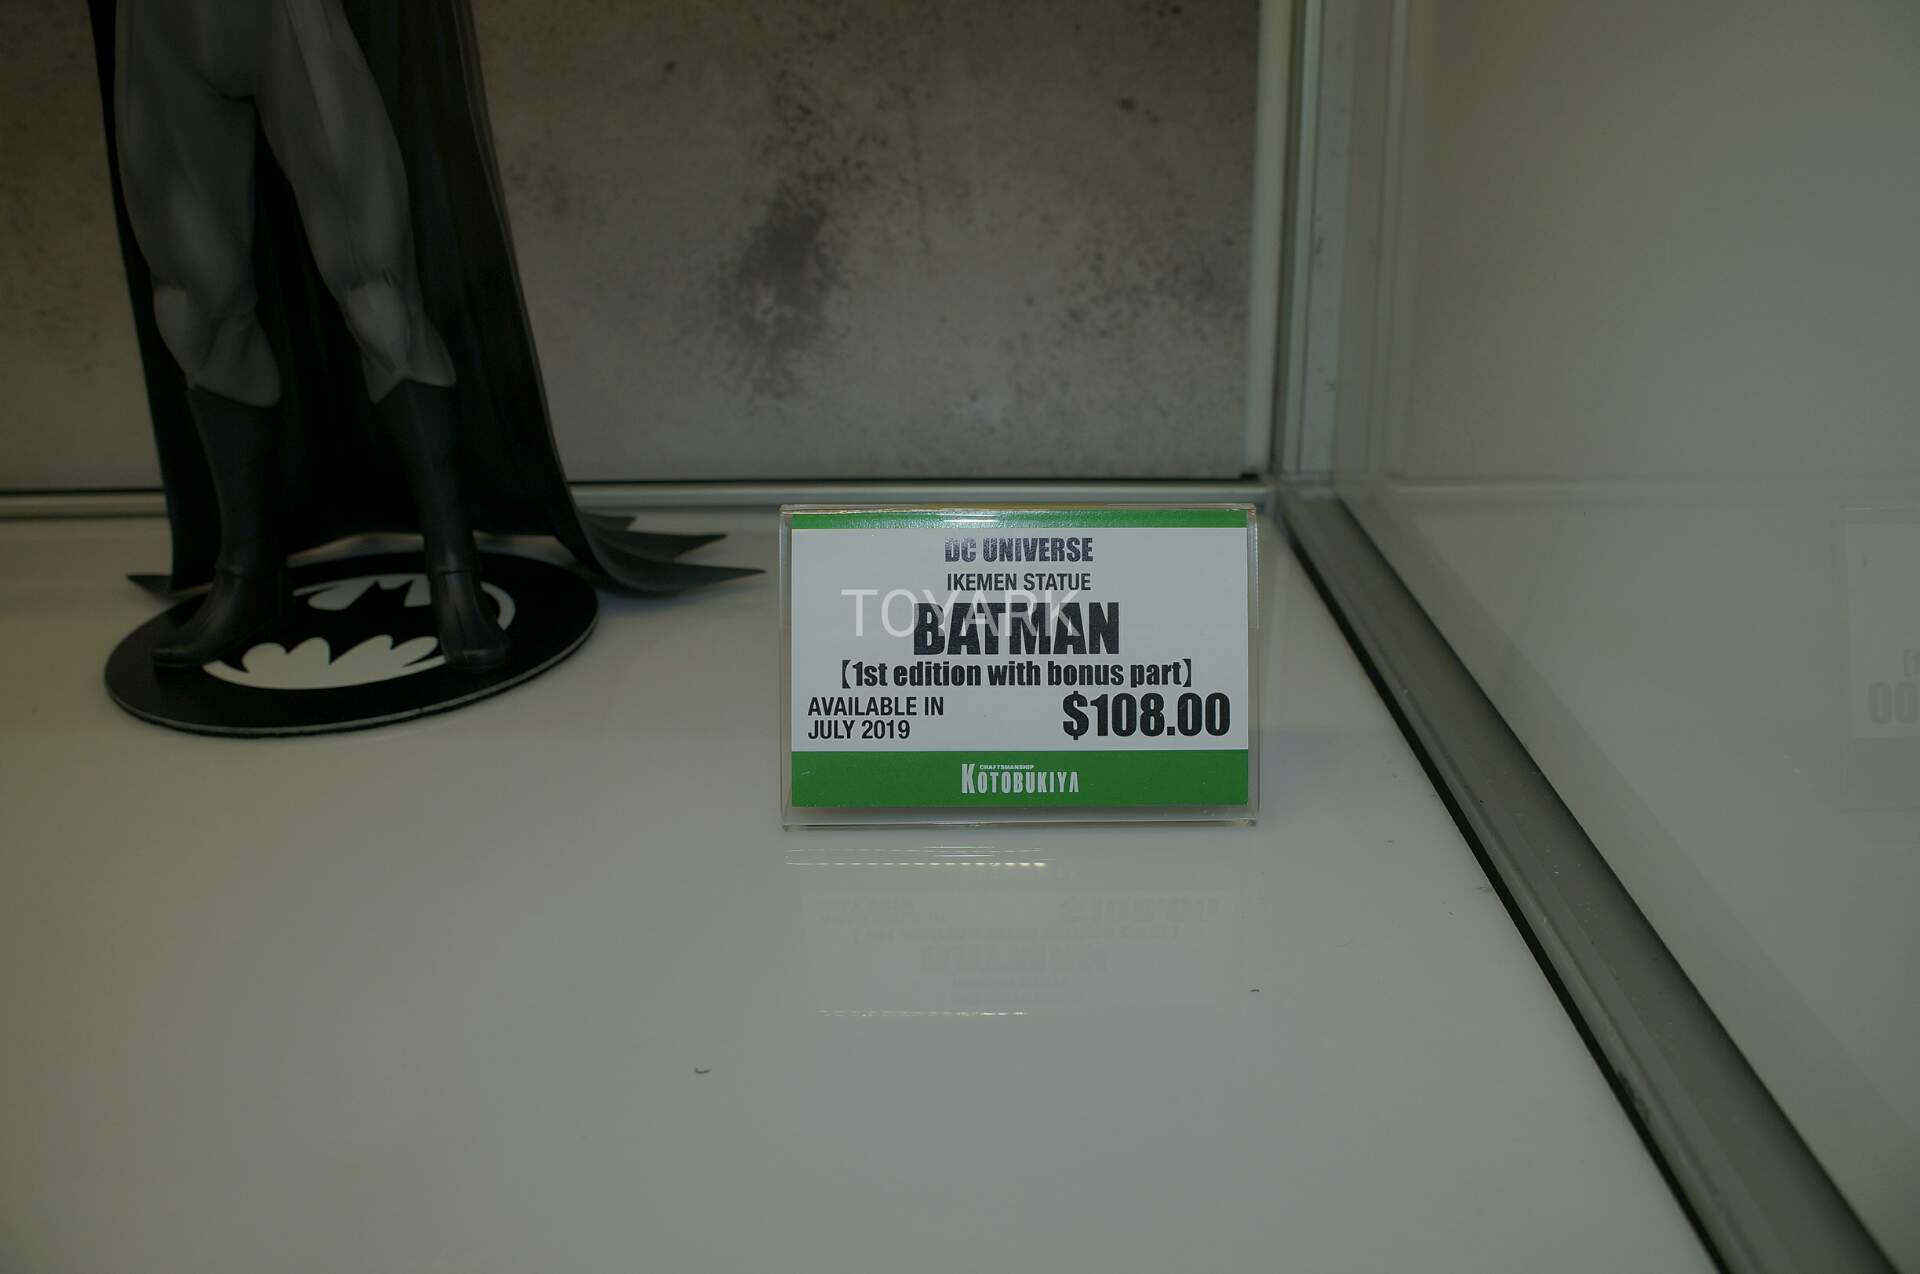 DC UNIVERSE
IKEMEN STATUE
TOYARK
BATMAN
【1st edition with bonus part】
AVAILABLE IN
JULY 2019
$108.00
CRAFTSMANSHIP
KOTOBUKIYA